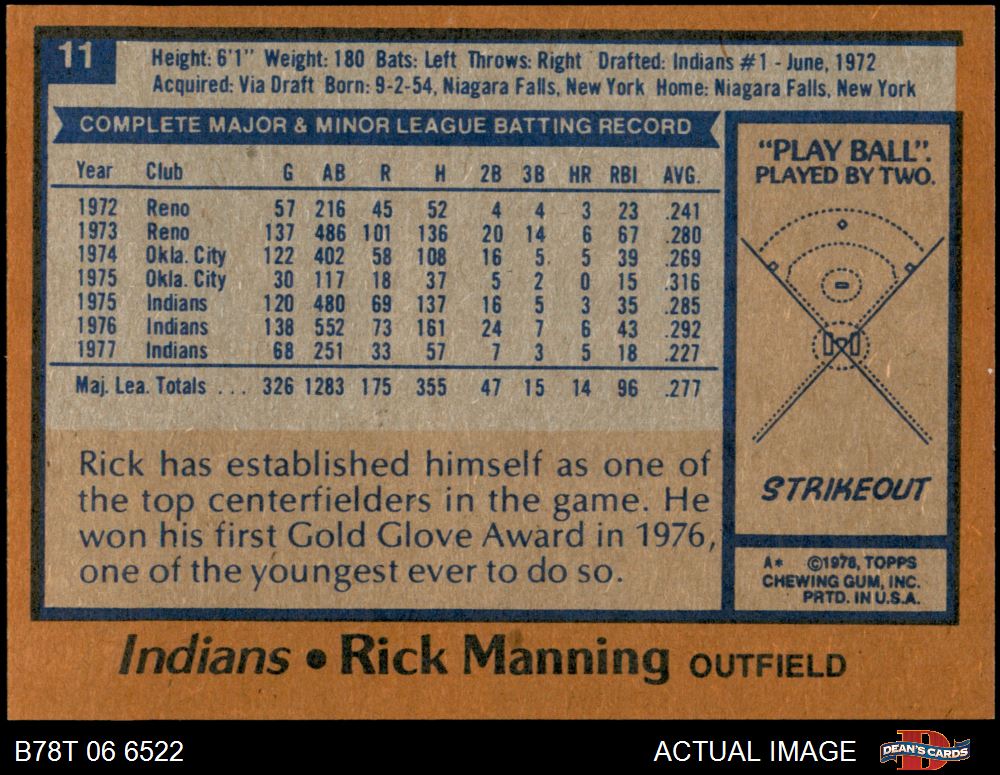 11
Height: 6'1" Weight: 180 Bats: Left Throws: Right Drafted: Indians #1 - June, 1972
Acquired: Via Draft Born: 9-2-54, Niagara Falls, New York Home: Niagara Falls, New York
COMPLETE MAJOR & MINOR LEAGUE BATTING RECORD
Year Club G AB R H 2B 3B HR RBI AVG.
1972 Reno 57 216 45 52 4 4 3 23 .241
1973 Reno 137 486 101 136 20 14 6 67 .280
1974 Okla. City 122 402 58 108 16 5 5 39 .269
1975 Okla. City 30 117 18 37 5 2 0 15 .316
1975 Indians 120 480 69 137 16 5 3 35 .285
1976 Indians 138 552 73 161 24 7 6 43 .292
1977 Indians 68 251 33 57 7 3 5 18 .227
Maj. Lea. Totals . . . 326 1283 175 355 47 15 14 96 .277
Rick has established himself as one of
the top centerfielders in the game. He
won his first Gold Glove Award in 1976,
one of the youngest ever to do so.
"PLAY BALL".
PLAYED BY TWO.
STRIKEOUT
A* ©1978, TOPPS
CHEWING GUM, INC.
PRTD. IN U.S.A.
Indians • Rick Manning OUTFIELD
B78T 06 6522 ACTUAL IMAGE DEAN'S CARDS